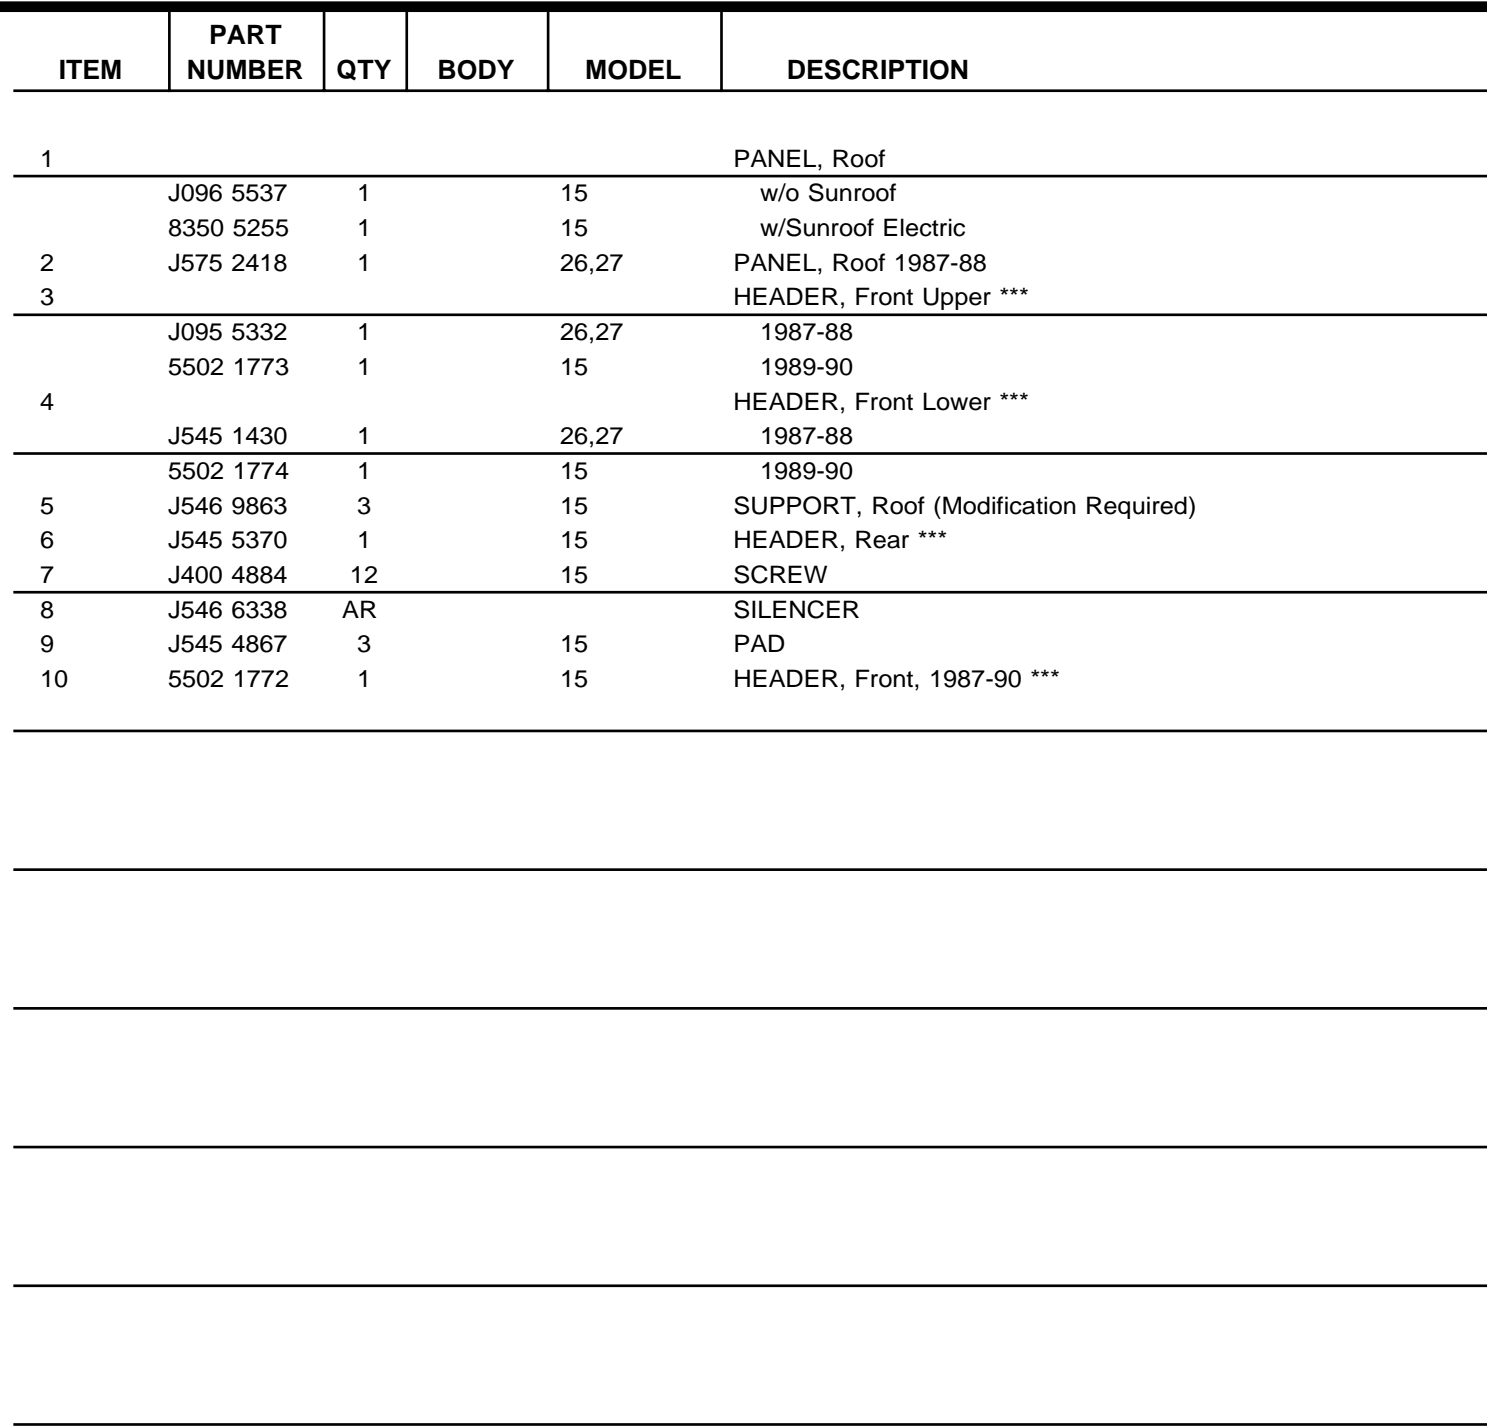 PART
ITEM NUMBER QTY BODY MODEL DESCRIPTION
1 PANEL, Roof
J096 5537 1 15 w/o Sunroof
8350 5255 1 15 w/Sunroof Electric
2 J575 2418 1 26,27 PANEL, Roof 1987-88
3 HEADER, Front Upper ***
J095 5332 1 26,27 1987-88
5502 1773 1 15 1989-90
4 HEADER, Front Lower ***
J545 1430 1 26,27 1987-88
5502 1774 1 15 1989-90
5 J546 9863 3 15 SUPPORT, Roof (Modification Required)
6 J545 5370 1 15 HEADER, Rear ***
7 J400 4884 12 15 SCREW
8 J546 6338 AR SILENCER
9 J545 4867 3 15 PAD
10 5502 1772 1 15 HEADER, Front, 1987-90 ***